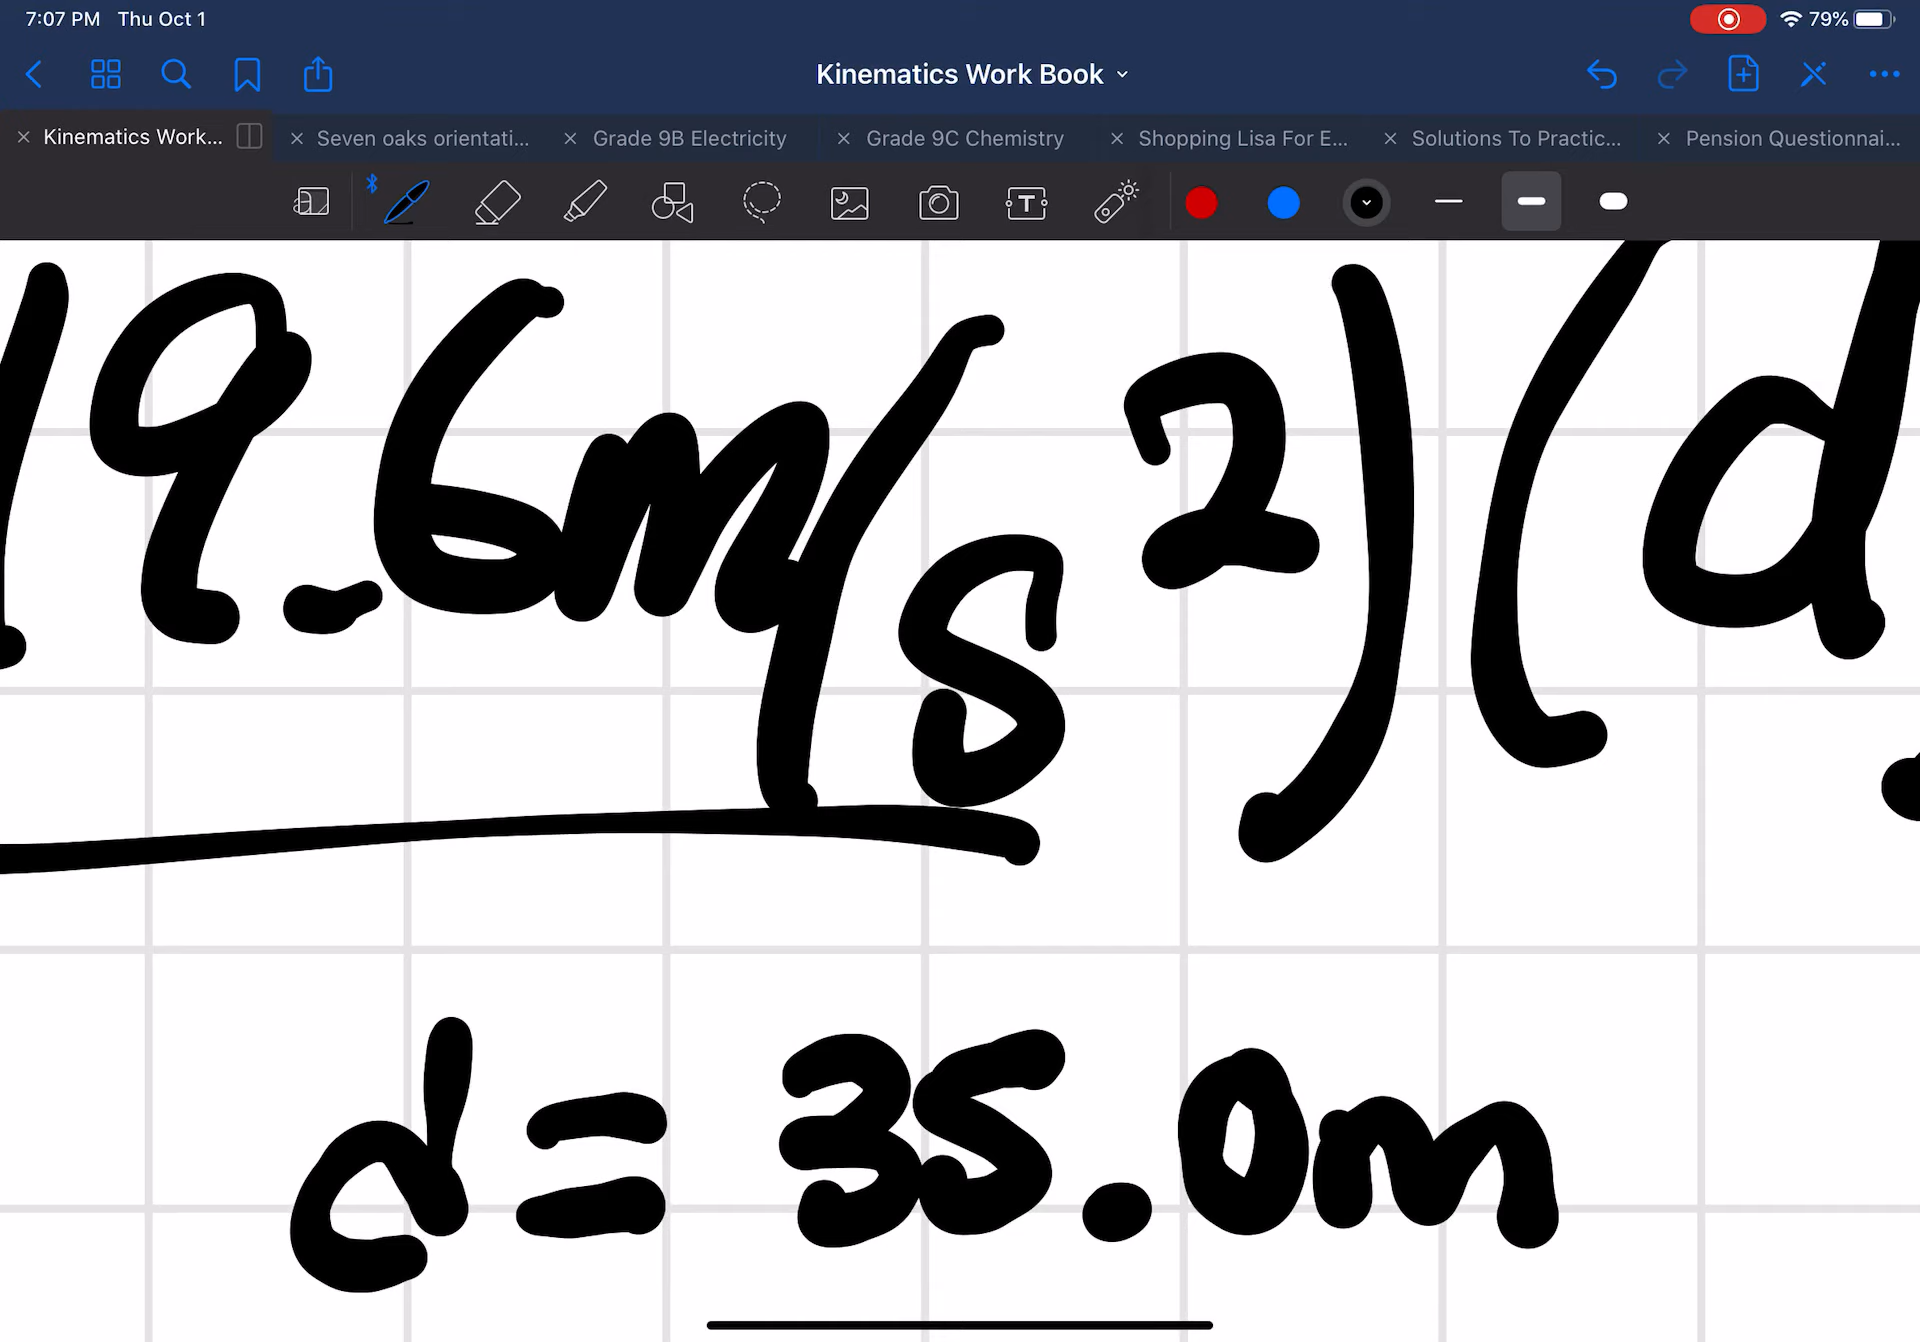 7:07 PM Thu Oct 1 79%
Kinematics Work Book
Kinematics Work... Seven oaks orientati... Grade 9B Electricity Grade 9C Chemistry Shopping Lisa For E... Solutions To Practic... Pension Questionnai...
19.6m/s²)(d
d = 35.0m